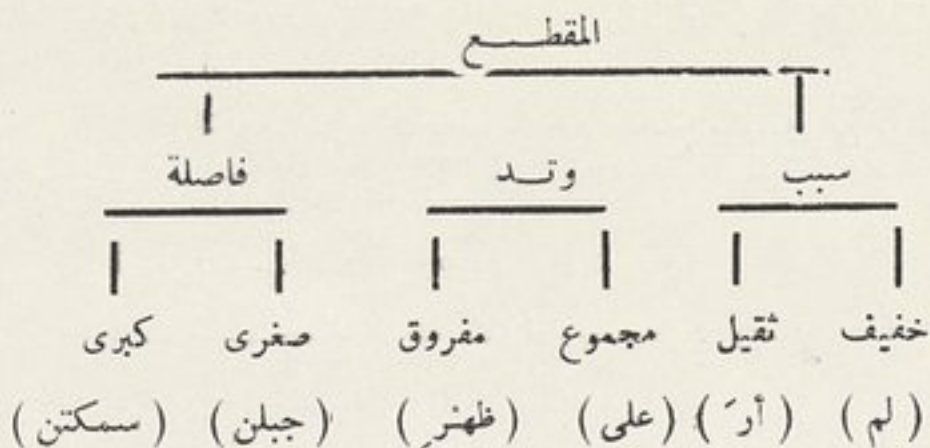 المقطع
سبب وتد فاصلة
خفيف ثقيل مجموع مفروق صغرى كبرى
(لم) (أرَ) (على) (ظهرِ) (جبلن) (سمكتن)